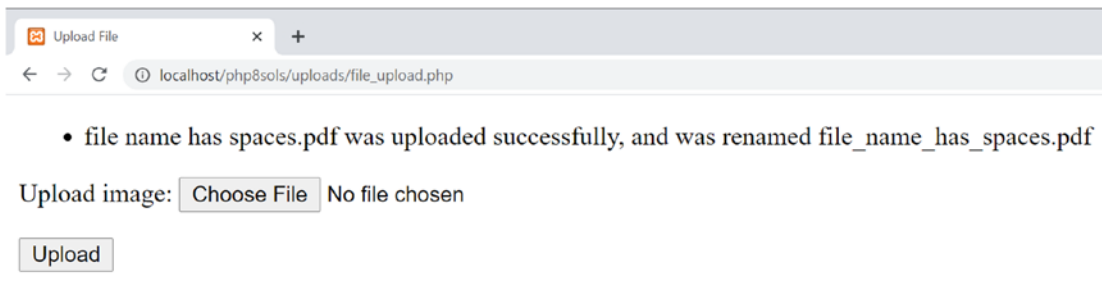 Upload File
localhost/php8sols/uploads/file_upload.php
file name has spaces.pdf was uploaded successfully, and was renamed file_name_has_spaces.pdf
Upload image: Choose File No file chosen
Upload